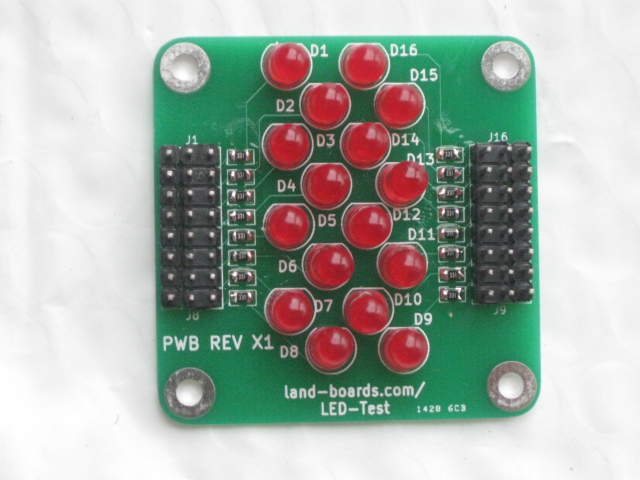 D1
D16
D15
D2
J1
D3
D14
J16
D13
D4
D5
D12
D11
D6
D7
D10
J8
D9
J9
PWB REV X1
D8
land-boards.com/
LED-Test
1428 6CB